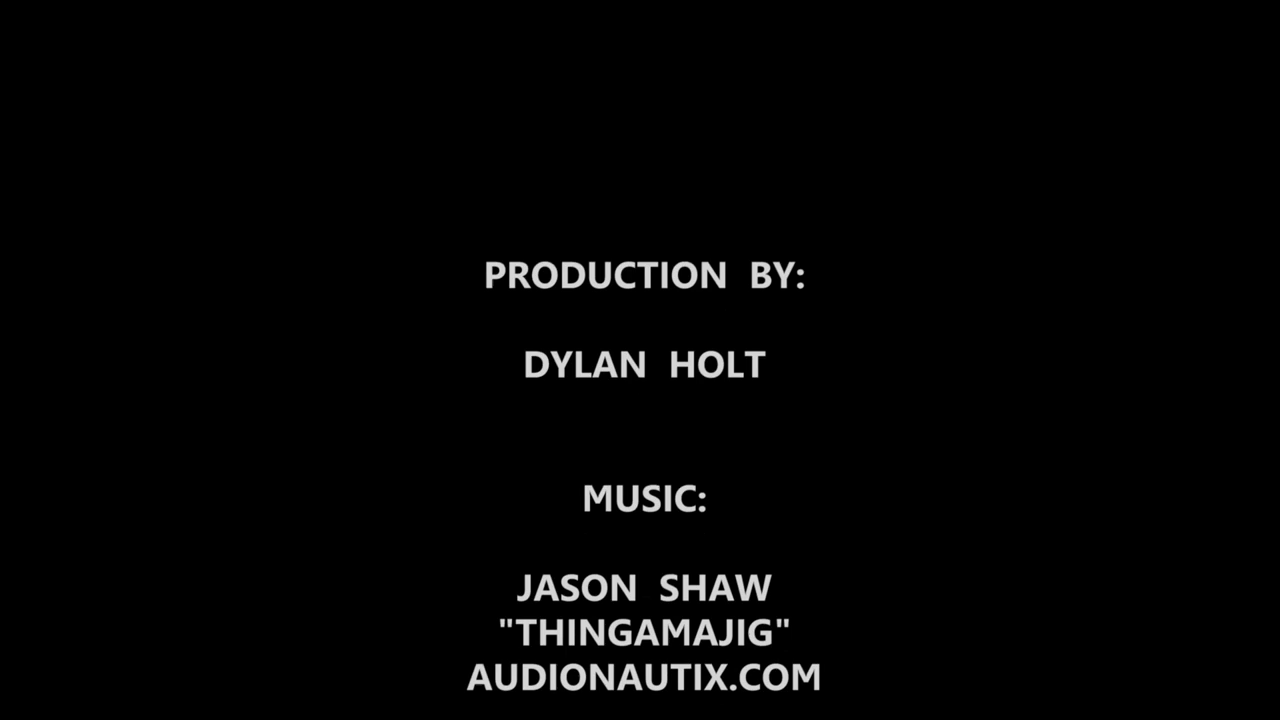 PRODUCTION BY:
DYLAN HOLT
MUSIC:
JASON SHAW
"THINGAMAJIG"
AUDIONAUTIX.COM